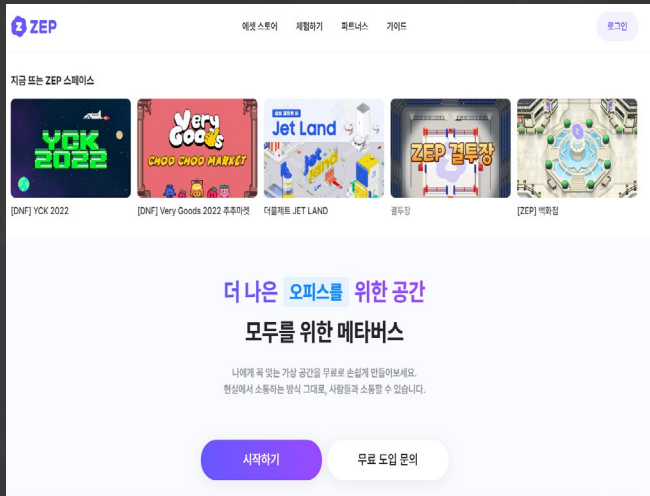 ZEP
에셋 스토어 체험하기 파트너스 가이드
로그인
지금 뜨는 ZEP 스페이스
YCK
2022
Very
Goods
CHOO CHOO MARKET
Jet Land
Jet
land
ZEP 결투장
[DNF] YCK 2022
[DNF] Very Goods 2022 추추마켓
더블제트 JET LAND
결투장
[ZEP] 백화점
더 나은 오피스를 위한 공간
모두를 위한 메타버스
나에게 꼭 맞는 가상 공간을 무료로 손쉽게 만들어보세요.
현실에서 소통하는 방식 그대로, 사람들과 소통할 수 있습니다.
시작하기
무료 도입 문의